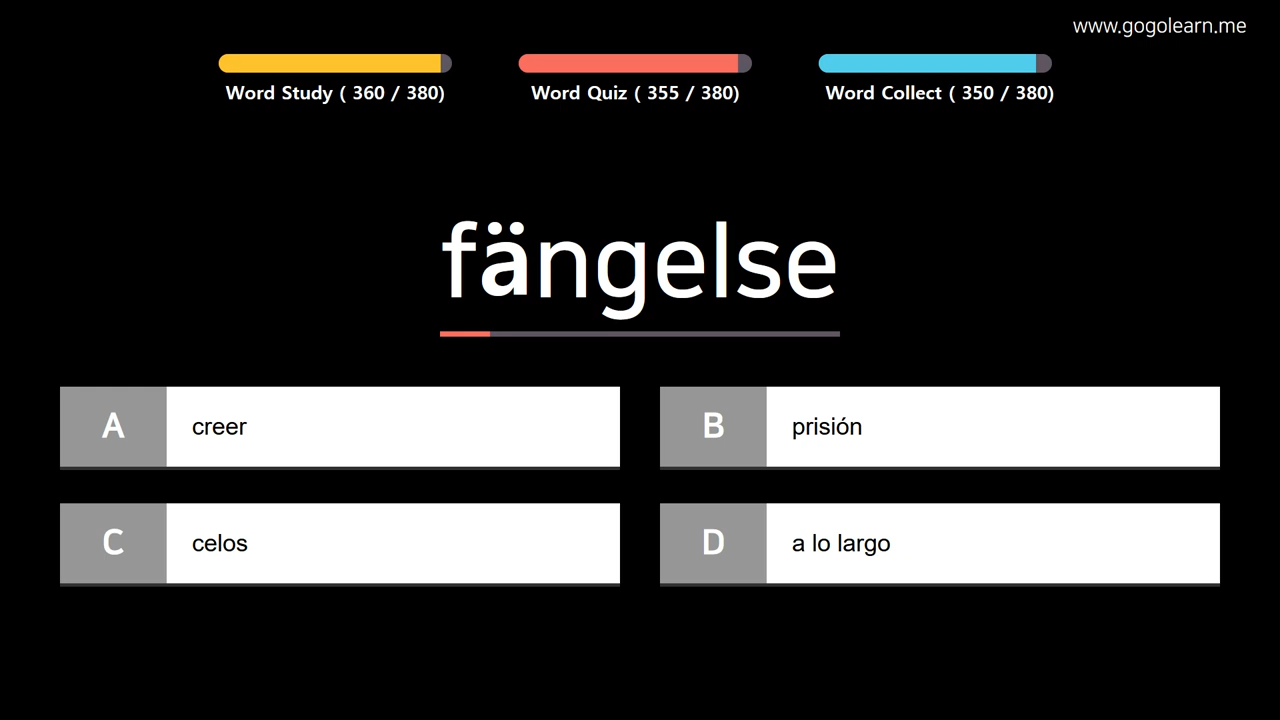 www.gogolearn.me
Word Study ( 360 / 380)
Word Quiz ( 355 / 380)
Word Collect ( 350 / 380)
fängelse
A creer
B prisión
C celos
D a lo largo